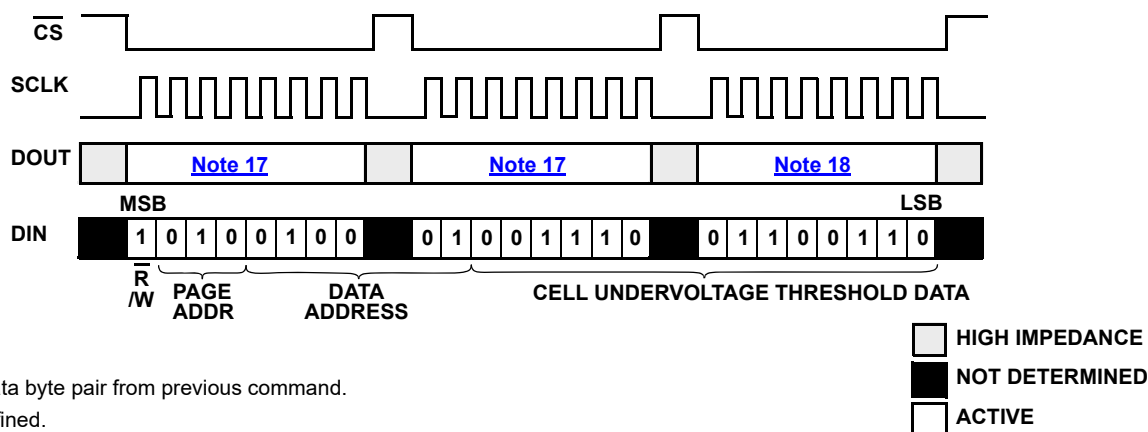 CS
SCLK
DOUT Note 17 Note 17 Note 18
MSB LSB
DIN 1 0 1 0 0 1 0 0 0 1 0 0 1 1 1 0 0 1 1 0 0 1 1 0
R
/W PAGE
ADDR
DATA
ADDRESS
CELL UNDERVOLTAGE THRESHOLD DATA
HIGH IMPEDANCE
NOT DETERMINED
ACTIVE
byte pair from previous command.